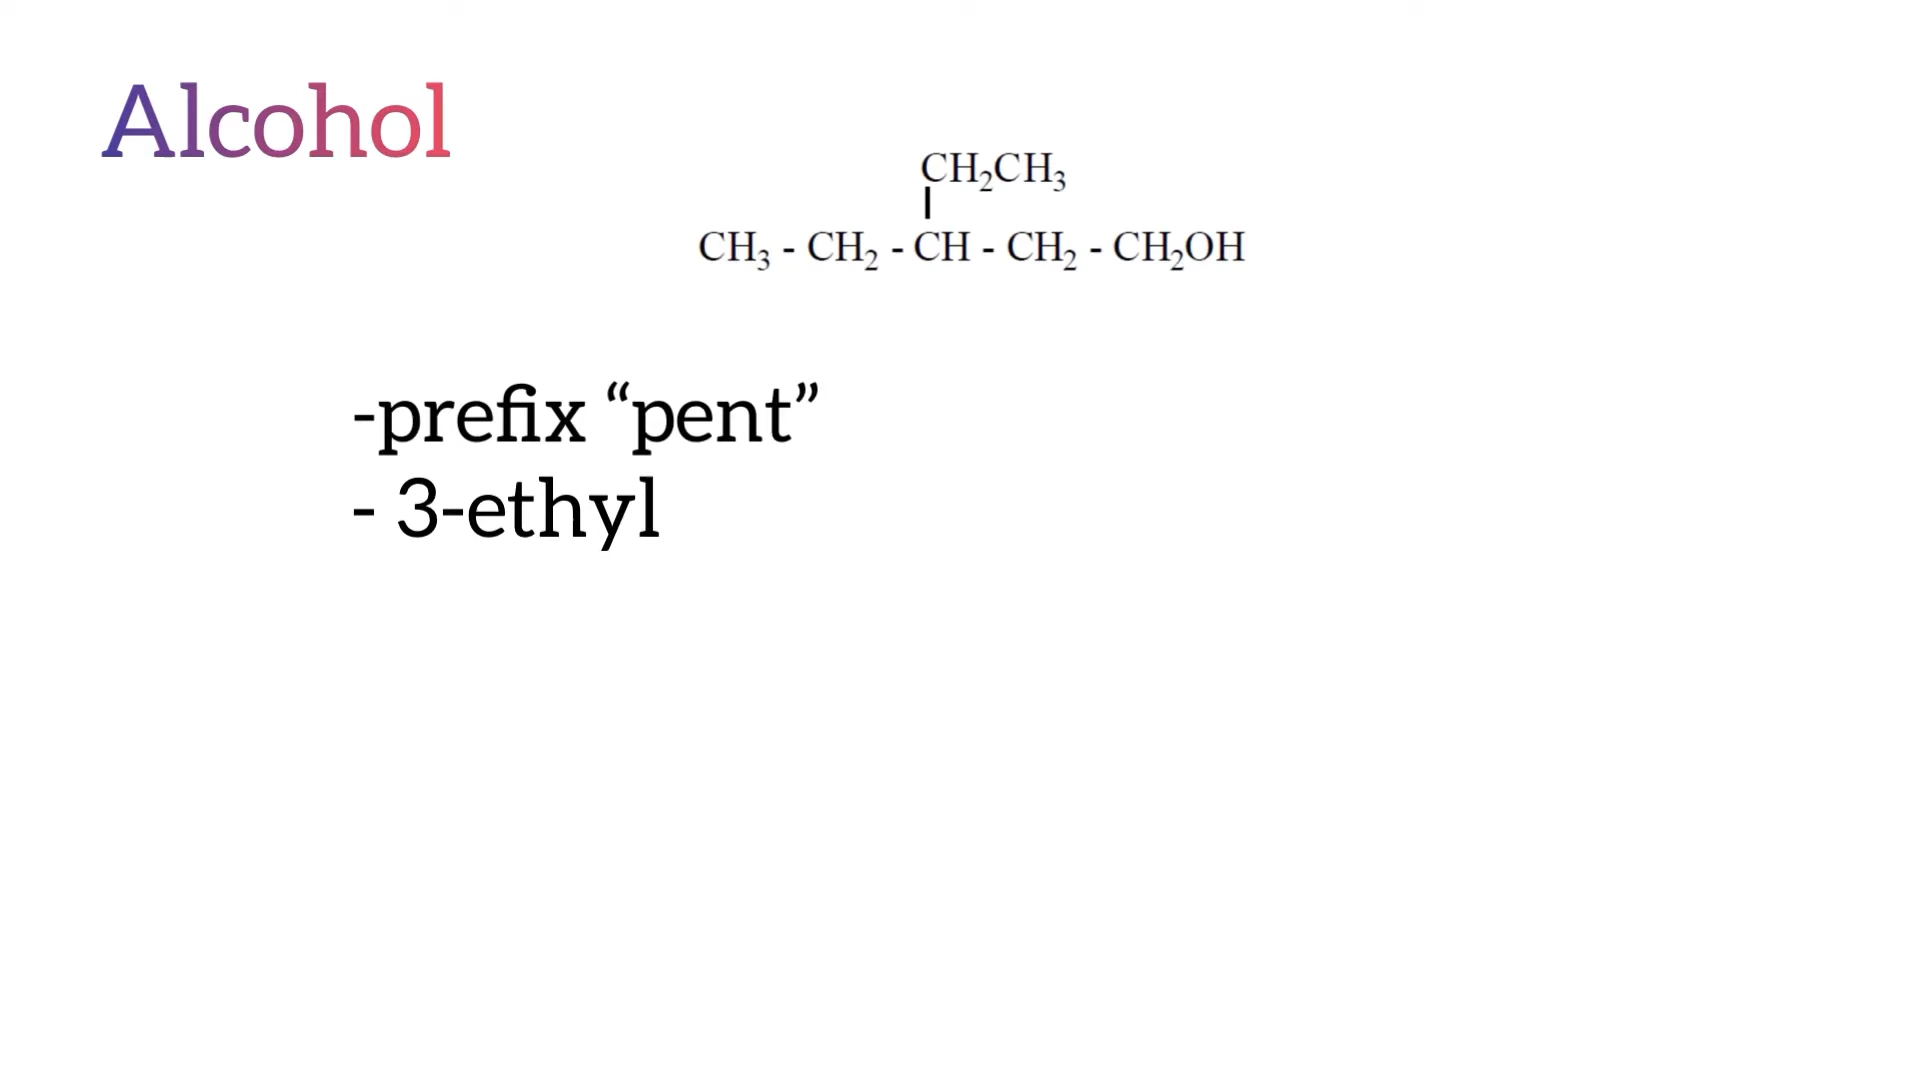 Alcohol
CH₂CH₃
CH₃ - CH₂ - CH - CH₂ - CH₂OH
-prefix “pent”
- 3-ethyl